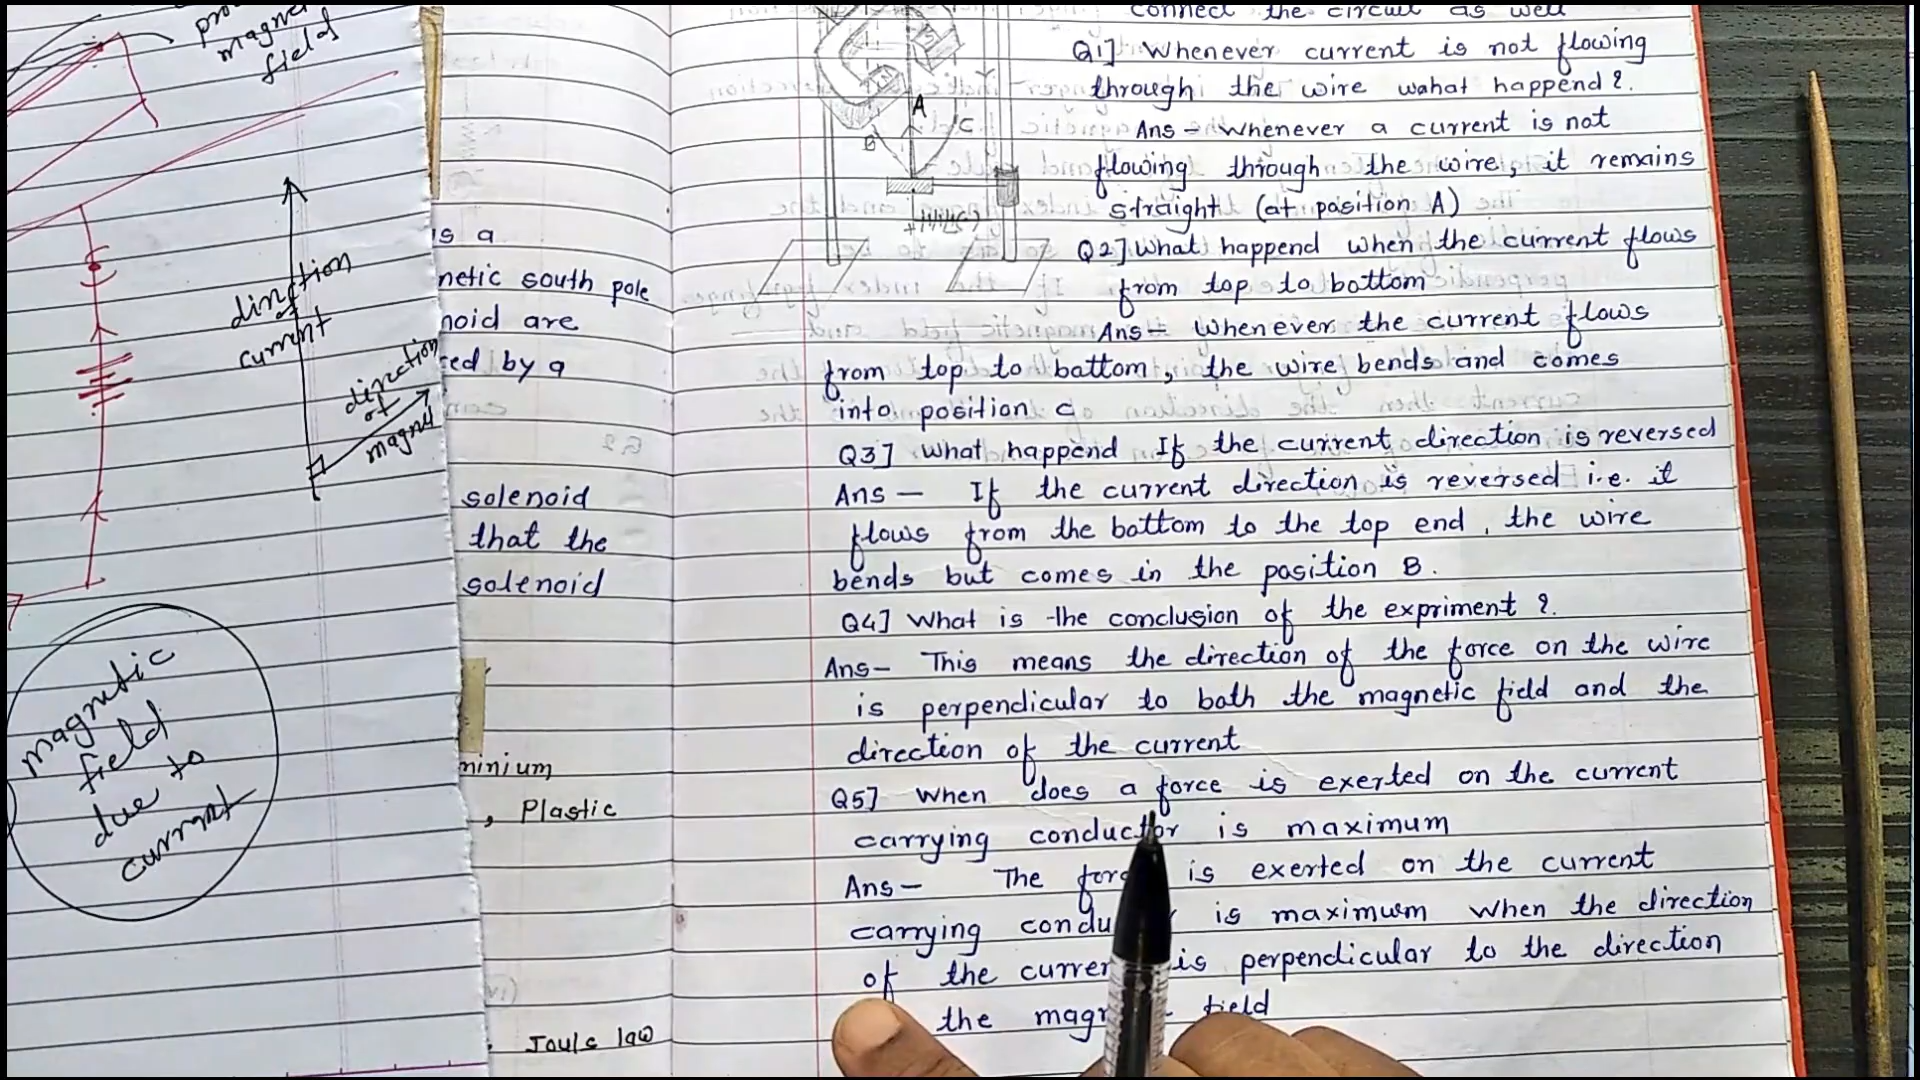 magnetic
field
direction
of
current
direction
of
magnetic
field
due to
current
s a
netic south pole
noid are
ced by a
solenoid
that the
solenoid
minium
, Plastic
Jouls law
A
B
C
connect the circuit as well
Q1] Whenever current is not flowing
through the wire wahat happend ?.
Ans - Whenever a current is not
flowing through the wire, it remains
straight (at position A)
Q2] What happend when the current flows
from top to bottom
Ans - Whenever the current flows
from top to battom, the wire bends and comes
into position C
Q3] What happend If the current direction is reversed
Ans - If the current direction is reversed i.e. it
flows from the bottom to the top end, the wire
bends but comes in the position B.
Q4] What is the conclusion of the expriment ?.
Ans- This means the direction of the force on the wire
is perpendicular to both the magnetic field and the
direction of the current
Q5] When does a force is exerted on the current
carrying conductor is maximum
Ans - The forc is exerted on the current
carrying condu is maximum when the direction
of the curren is perpendicular to the direction
the mag field